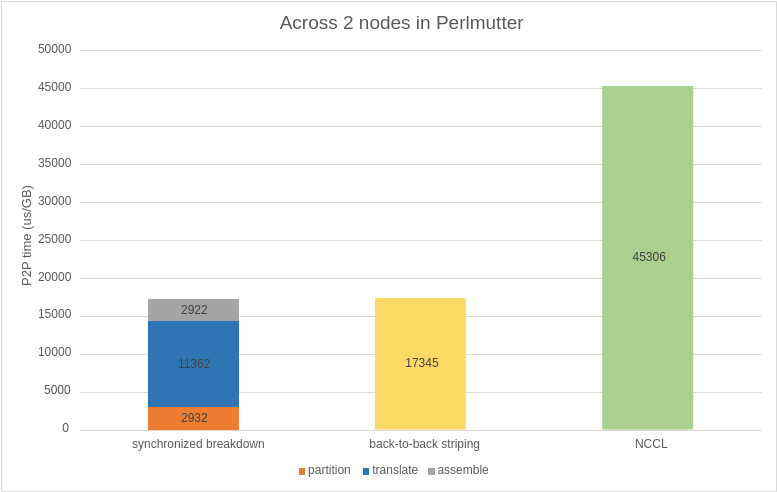 Across 2 nodes in Perlmutter
P2P time (us/GB)
50000
45000
40000
35000
30000
25000
20000
15000
10000
5000
0
2922
11362
2932
17345
45306
synchronized breakdown
back-to-back striping
NCCL
partition translate assemble